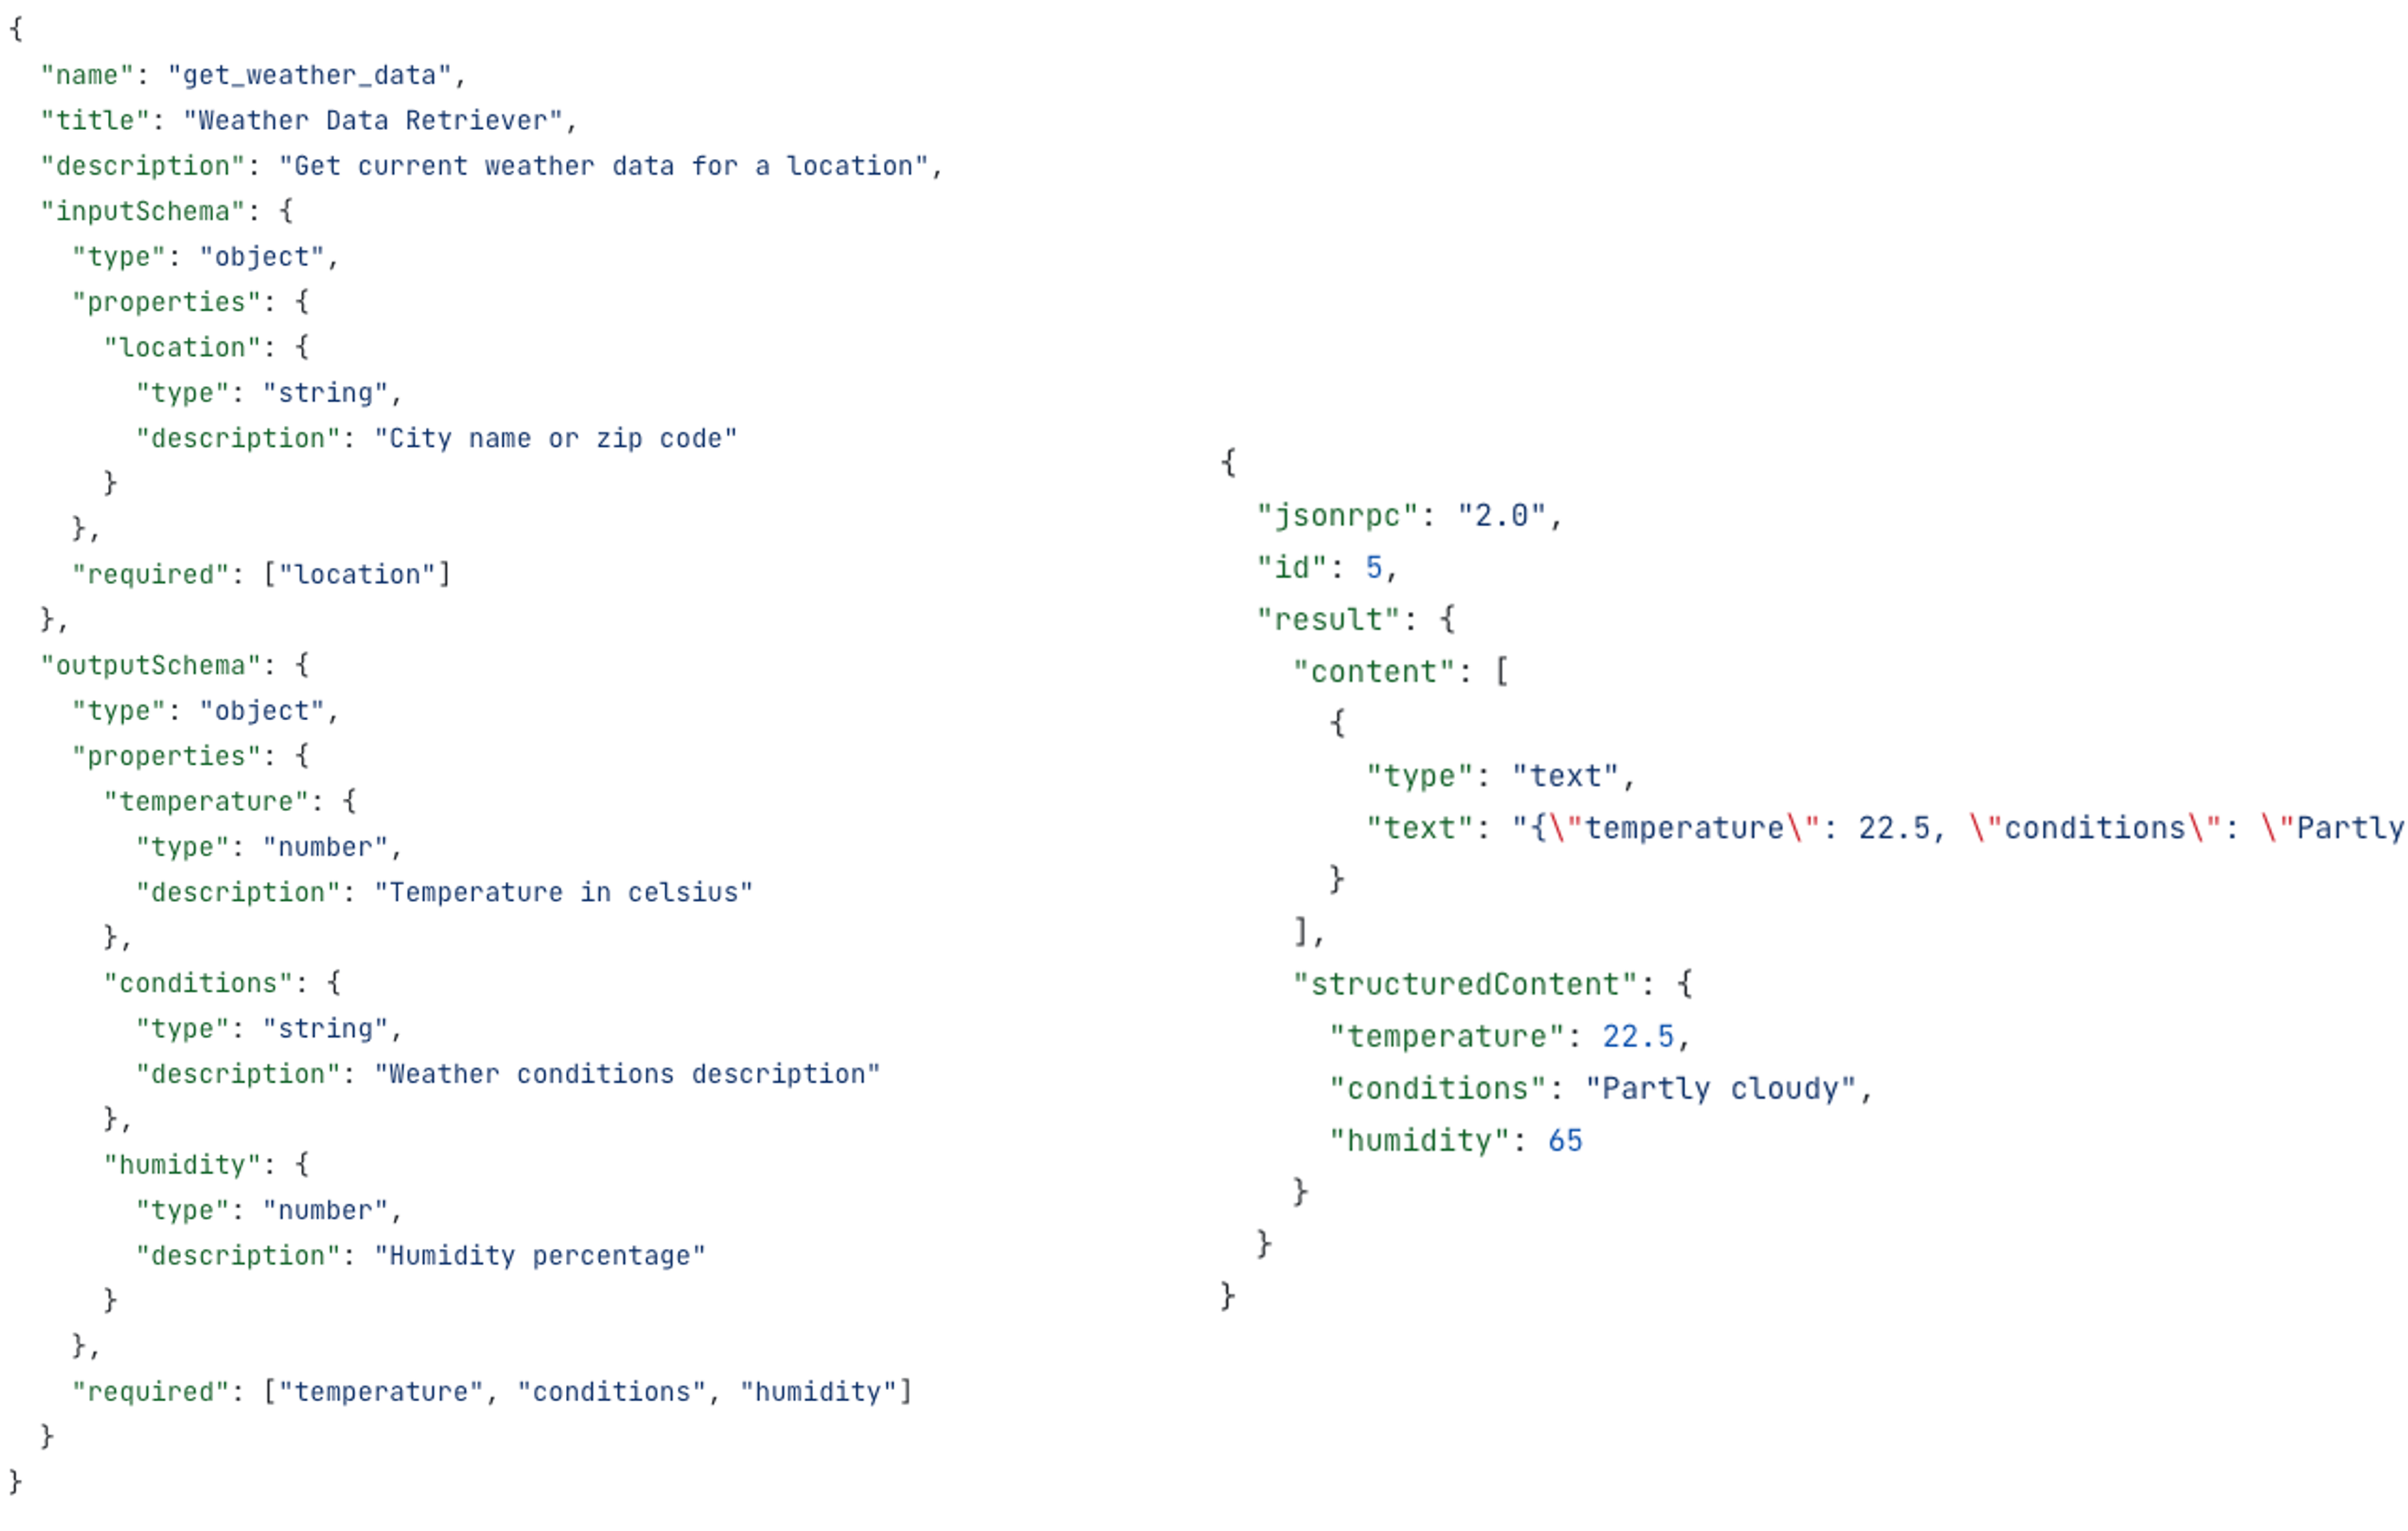 {
  "name": "get_weather_data",
  "title": "Weather Data Retriever",
  "description": "Get current weather data for a location",
  "inputSchema": {
    "type": "object",
    "properties": {
      "location": {
        "type": "string",
        "description": "City name or zip code"
      }
    },
    "required": ["location"]
  },
  "outputSchema": {
    "type": "object",
    "properties": {
      "temperature": {
        "type": "number",
        "description": "Temperature in celsius"
      },
      "conditions": {
        "type": "string",
        "description": "Weather conditions description"
      },
      "humidity": {
        "type": "number",
        "description": "Humidity percentage"
      }
    },
    "required": ["temperature", "conditions", "humidity"]
  }
}
{
  "jsonrpc": "2.0",
  "id": 5,
  "result": {
    "content": [
      {
        "type": "text",
        "text": "{\"temperature\": 22.5, \"conditions\": \"Partly
      }
    ],
    "structuredContent": {
      "temperature": 22.5,
      "conditions": "Partly cloudy",
      "humidity": 65
    }
  }
}